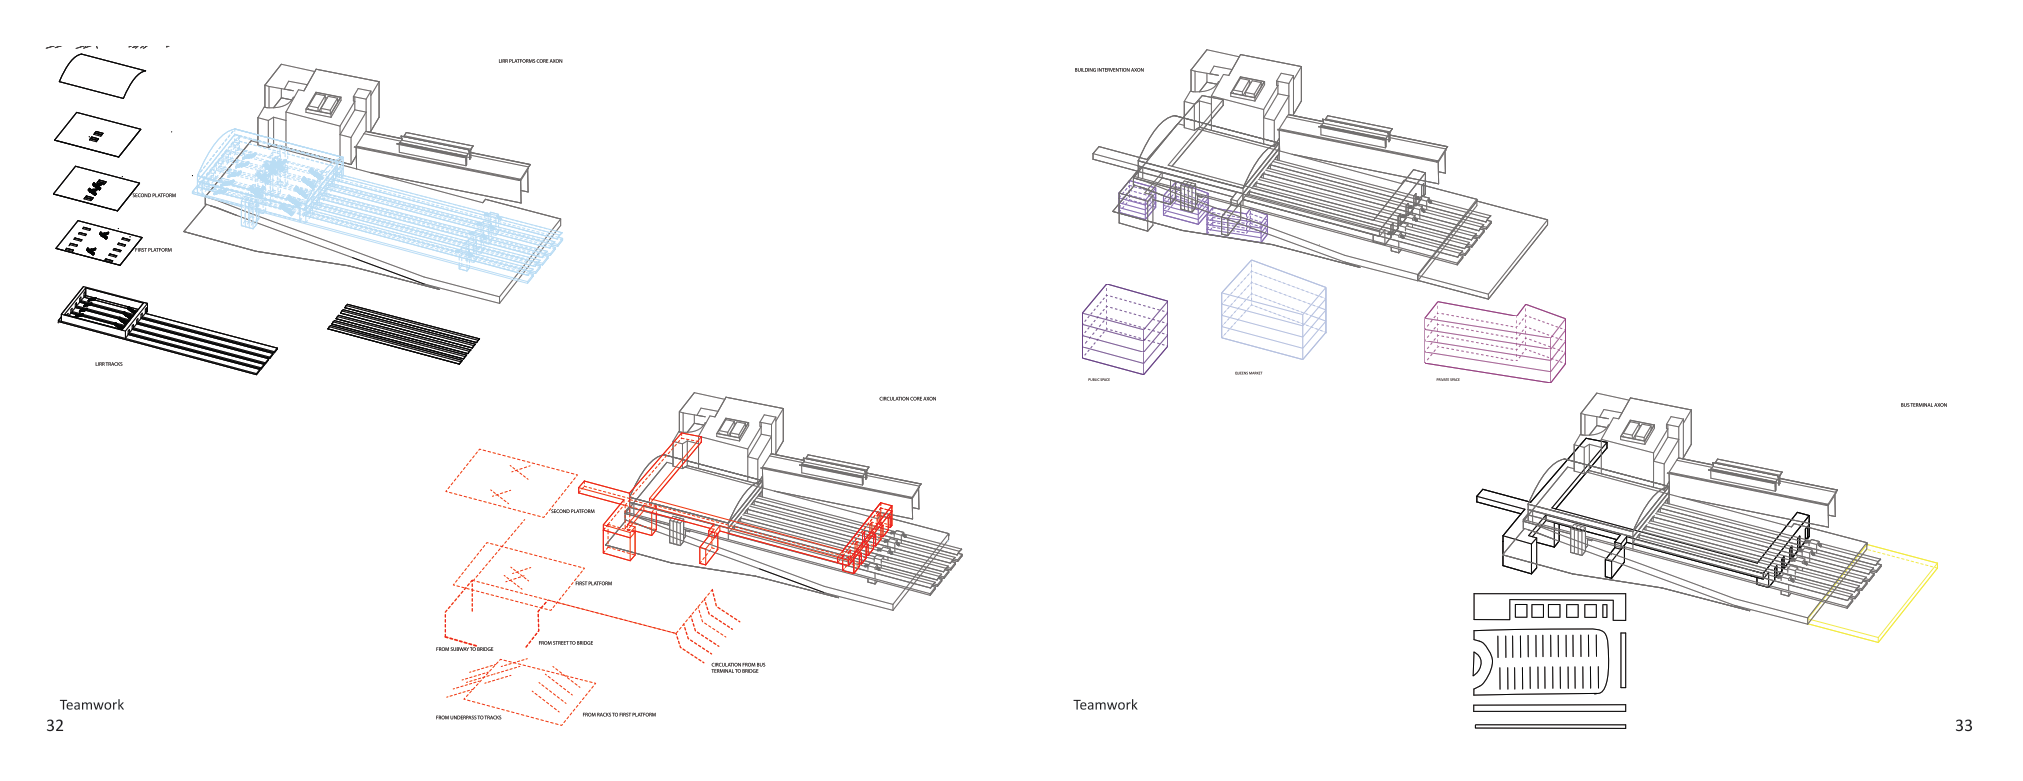 LIRR PLATFORMS CORE AXON
SECOND PLATFORM
FIRST PLATFORM
LIRR TRACKS
CIRCULATION CORE AXON
SECOND PLATFORM
FIRST PLATFORM
FROM STREET TO BRIDGE
FROM SUBWAY TO BRIDGE
CIRCULATION FROM BUS
TERMINAL TO BRIDGE
FROM UNDERPASS TO TRACKS
FROM RACKS TO FIRST PLATFORM
Teamwork
32
BUILDING INTERVENTION AXON
PUBLIC SPACE
QUEENS MARKET
PRIVATE SPACE
BUS TERMINAL AXON
Teamwork
33